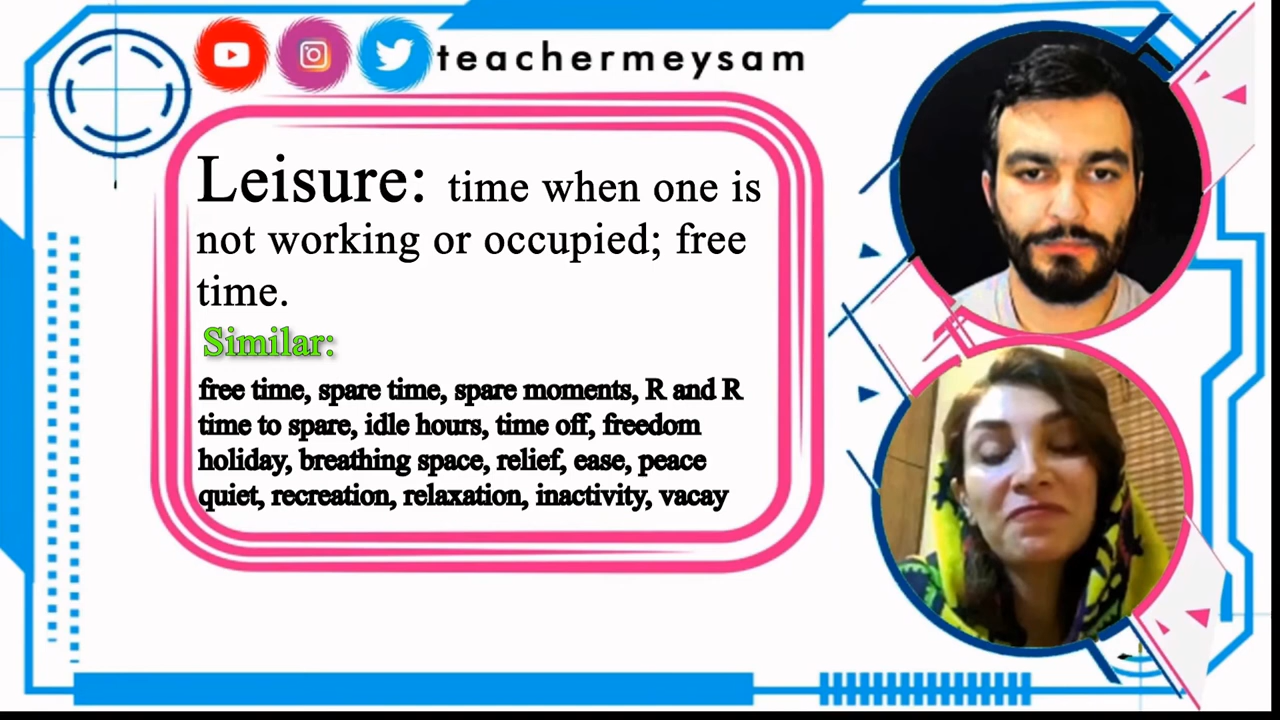 teachermeysam
Leisure: time when one is
not working or occupied; free
time.
Similar:
free time, spare time, spare moments, R and R
time to spare, idle hours, time off, freedom
holiday, breathing space, relief, ease, peace
quiet, recreation, relaxation, inactivity, vacay